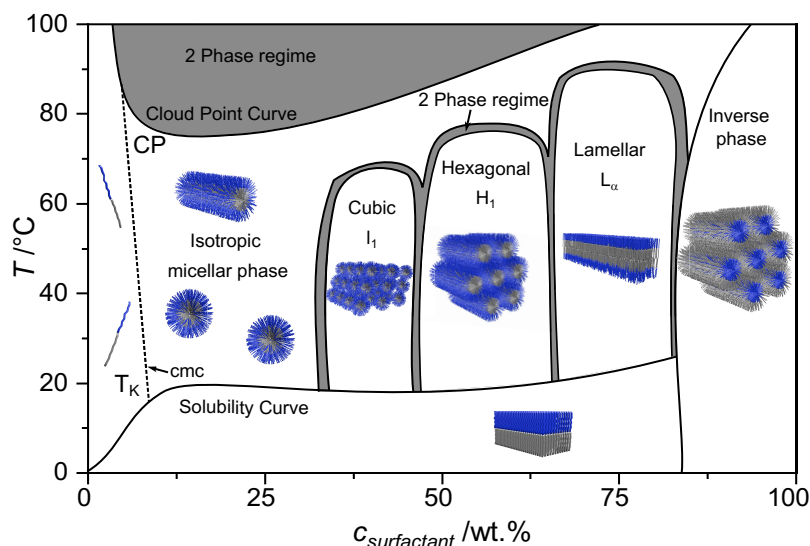 100
80
60
40
20
0
T /°C
2 Phase regime
Cloud Point Curve
CP
2 Phase regime
Inverse
phase
Lamellar
Lα
Hexagonal
H1
Cubic
I1
Isotropic
micellar phase
TK
cmc
Solubility Curve
0
25
50
75
100
csurfactant /wt.%